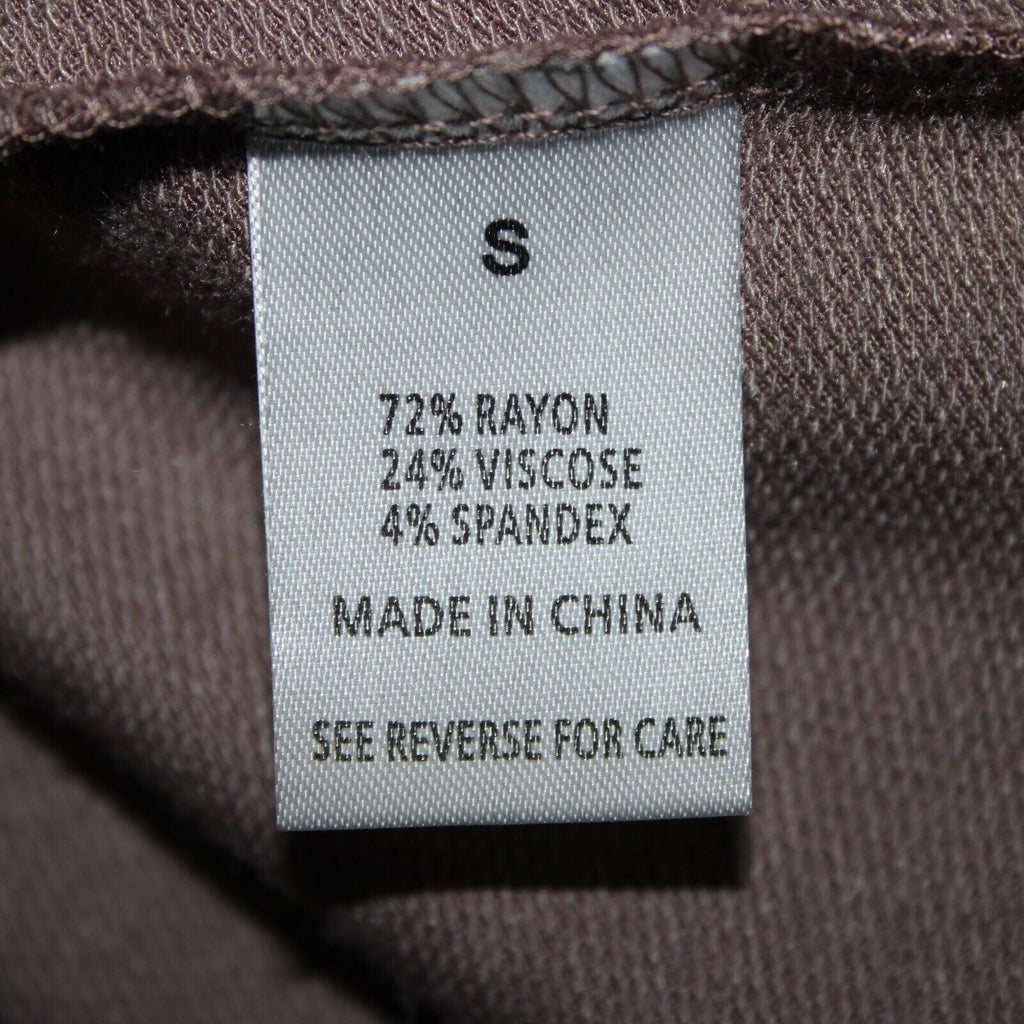 S
72% RAYON
24% VISCOSE
4% SPANDEX
MADE IN CHINA
SEE REVERSE FOR CARE